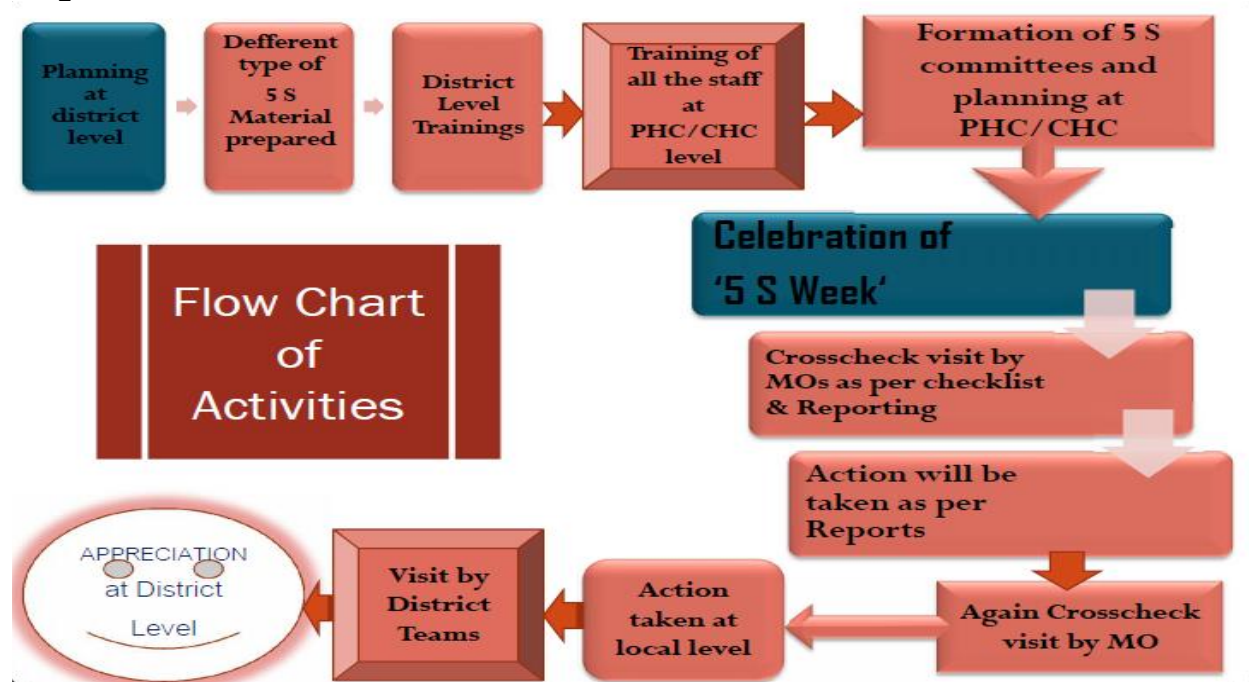 Planning
at
district
level
Defferent
type of
5 S
Material
prepared
District
Level
Trainings
Training of
all the staff
at
PHC/CHC
level
Formation of 5 S
committees and
planning at
PHC/CHC
Celebration of
‘5 S Week‘
Crosscheck visit by
MOs as per checklist
& Reporting
Action will be
taken as per
Reports
Again Crosscheck
visit by MO
Action
taken at
local level
Visit by
District
Teams
APPRECIATION
at District
Level
Flow Chart
of
Activities